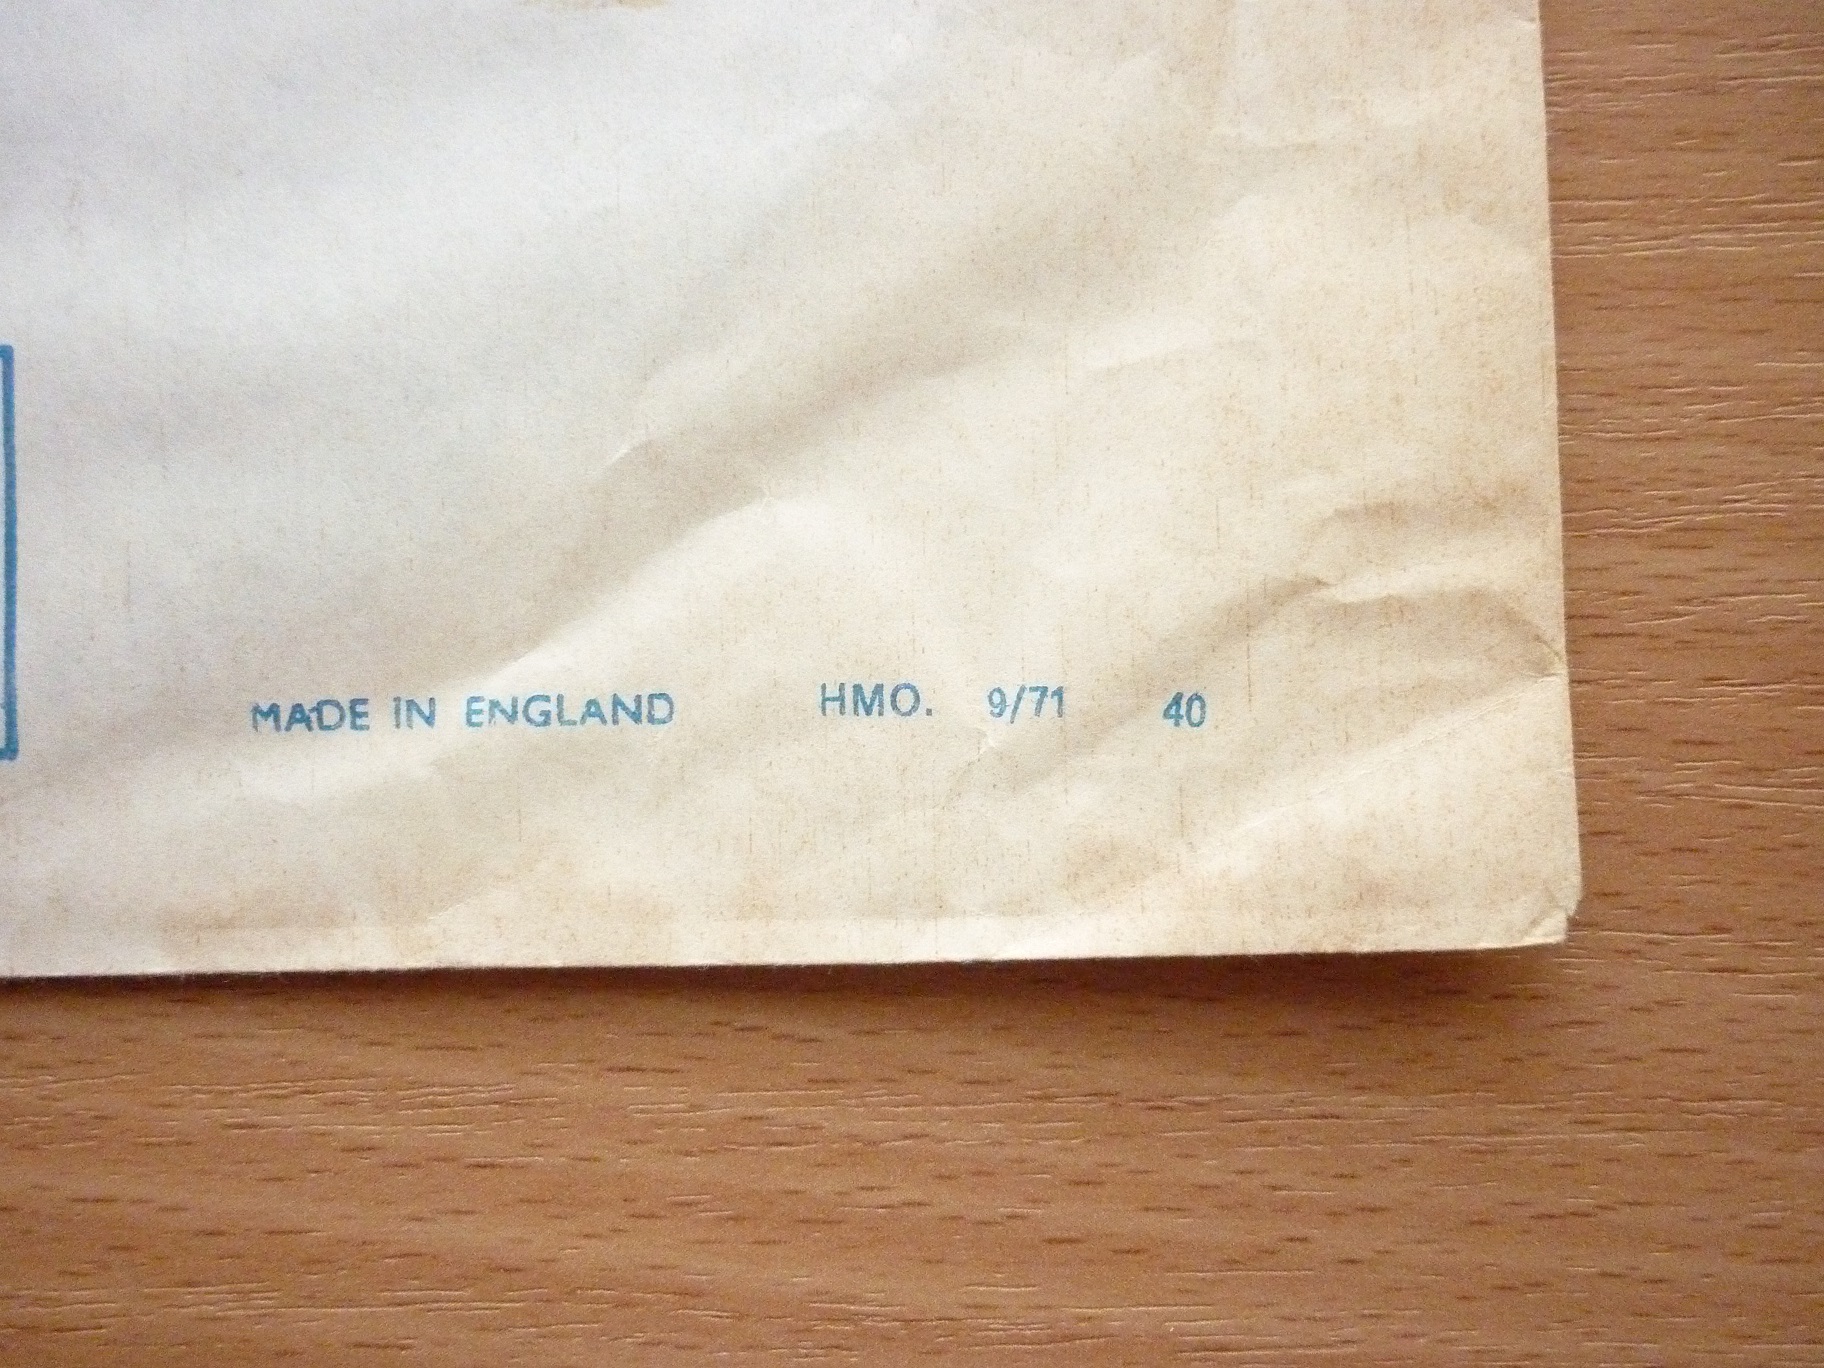 MADE IN ENGLAND HMO. 9/71 40